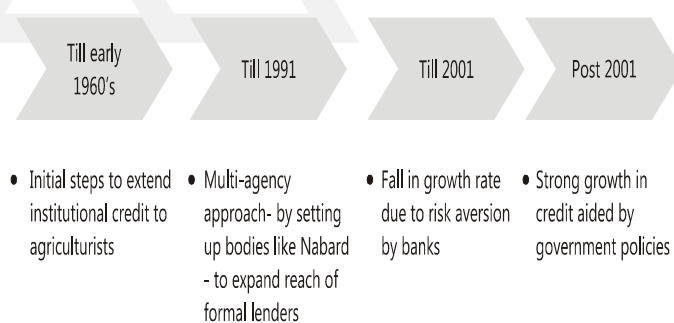 Till early
1960's
Till 1991
Till 2001
Post 2001
• Initial steps to extend
institutional credit to
agriculturists
• Multi-agency
approach- by setting
up bodies like Nabard
- to expand reach of
formal lenders
• Fall in growth rate
due to risk aversion
by banks
• Strong growth in
credit aided by
government policies